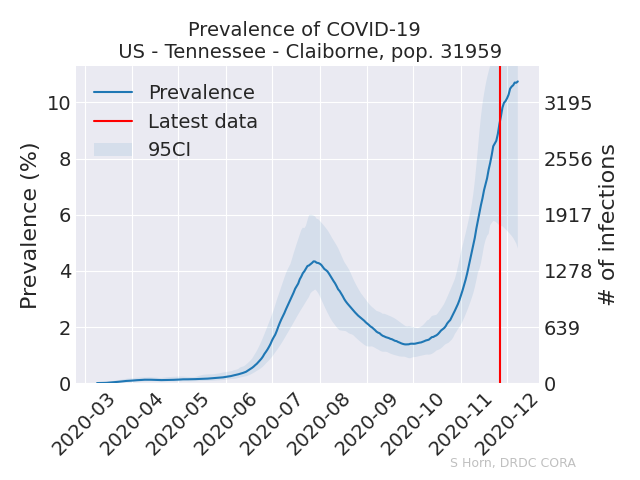 Prevalence of COVID-19
US - Tennessee - Claiborne, pop. 31959
Prevalence
Latest data
95CI
Prevalence (%)
10
8
6
4
2
0
3195
2556
1917
1278
639
0
# of infections
2020-03
2020-04
2020-05
2020-06
2020-07
2020-08
2020-09
2020-10
2020-11
2020-12
S Horn, DRDC CORA